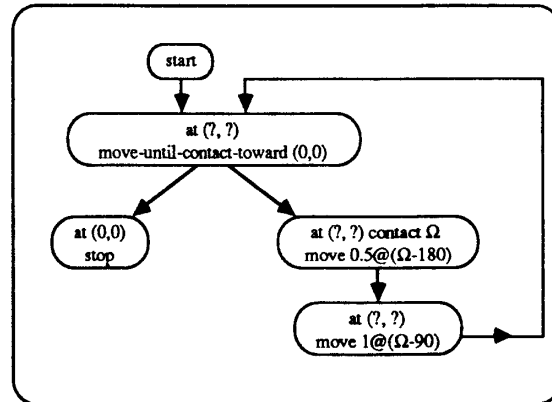 start
at (?, ?)
move-until-contact-toward (0,0)
at (0,0)
stop
at (?, ?) contact Ω
move 0.5@(Ω-180)
at (?, ?)
move 1@(Ω-90)